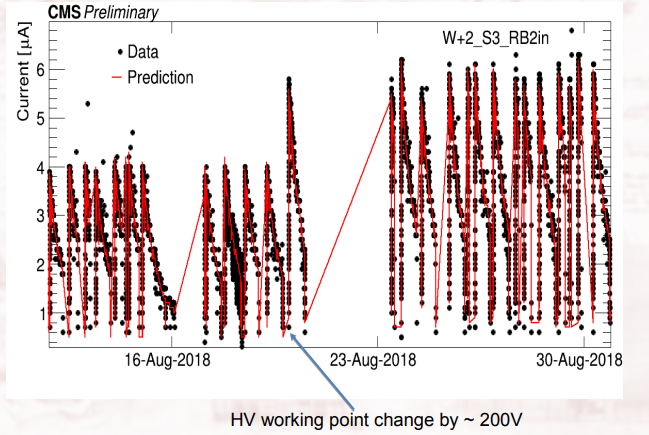 CMS Preliminary
W+2_S3_RB2in
Data
Prediction
Current [μA]
6
5
4
3
2
1
16-Aug-2018
23-Aug-2018
30-Aug-2018
HV working point change by ~ 200V